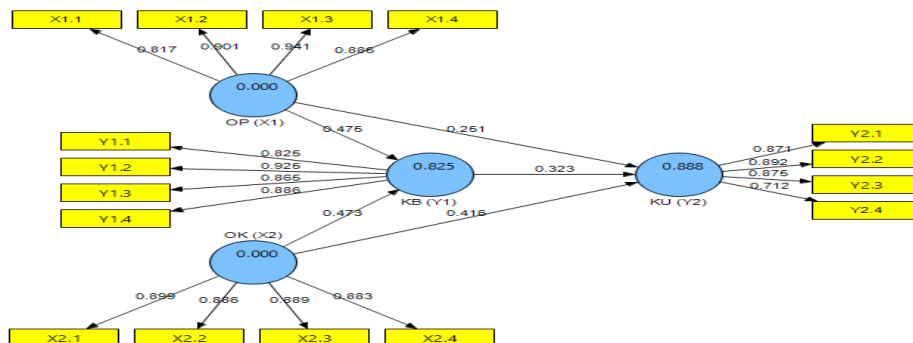 X1.1 X1.2 X1.3 X1.4
0.817 0.901 0.941 0.886
0.000
OP (X1)
0.475 0.251
Y1.1
Y1.2
Y1.3
Y1.4
0.825
0.925
0.865
0.886
0.825
KB (Y1)
0.323
0.888
KU (Y2)
0.871
0.892
0.875
0.712
Y2.1
Y2.2
Y2.3
Y2.4
0.473 0.416
OK (X2)
0.000
0.899 0.886 0.889 0.883
X2.1 X2.2 X2.3 X2.4